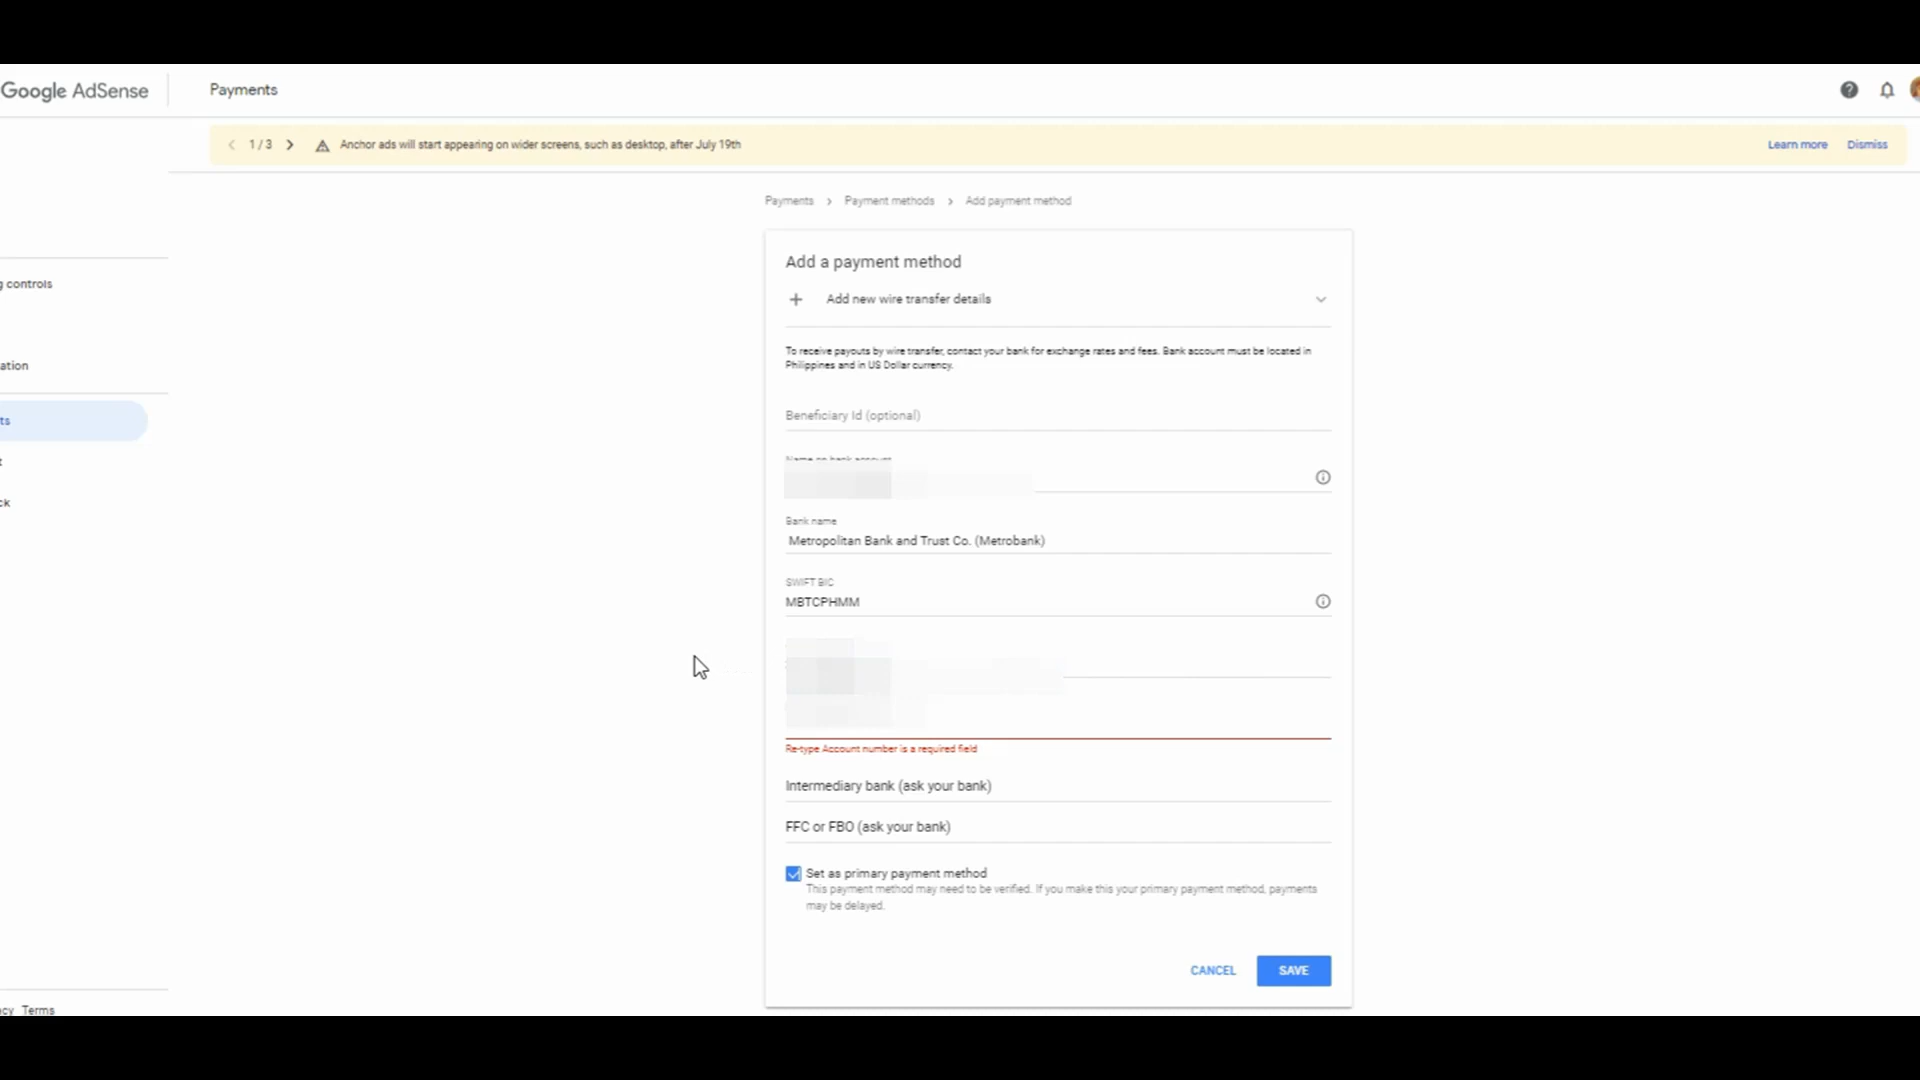 Google AdSense
Payments
1 / 3
Anchor ads will start appearing on wider screens, such as desktop, after July 19th
Learn more
Dismiss
Payments > Payment methods > Add payment method
g controls
ation
ts
t
ck
cy Terms
Add a payment method
+ Add new wire transfer details
To receive payouts by wire transfer, contact your bank for exchange rates and fees. Bank account must be located in
Philippines and in US Dollar currency.
Beneficiary Id (optional)
Name on bank account
Bank name
Metropolitan Bank and Trust Co. (Metrobank)
SWIFT BIC
MBTCPHMM
Re-type Account number is a required field
Intermediary bank (ask your bank)
FFC or FBO (ask your bank)
Set as primary payment method
This payment method may need to be verified. If you make this your primary payment method, payments
may be delayed.
CANCEL
SAVE